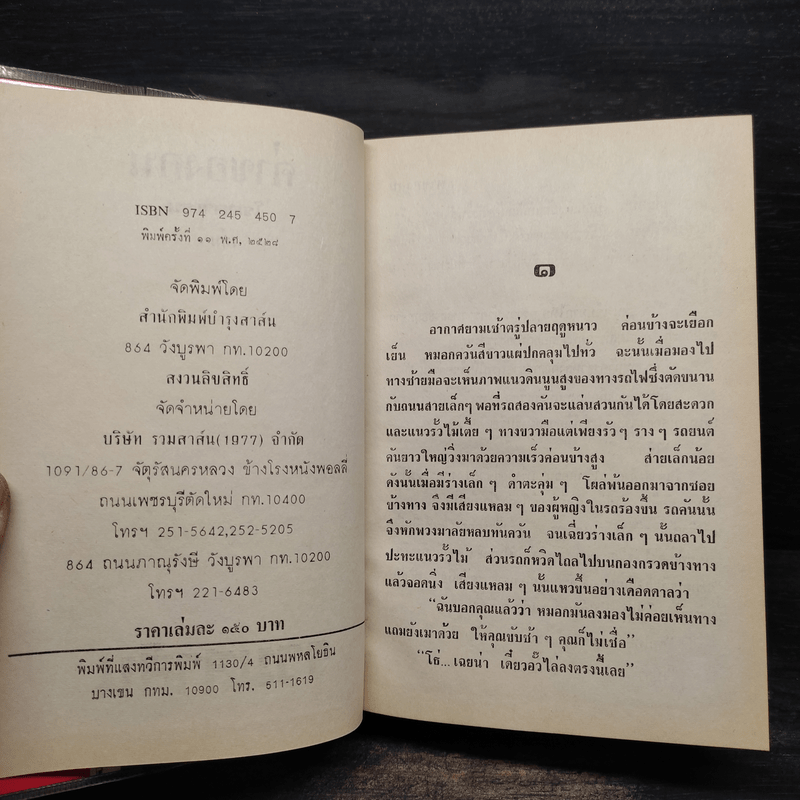 ISBN 974 245 450 7
พิมพ์ครั้งที่ ๑๑ พ.ศ. ๒๕๒๘
จัดพิมพ์โดย
สำนักพิมพ์บำรุงสาส์น
864 วังบูรพา กท.10200
สงวนลิขสิทธิ์
จัดจำหน่ายโดย
บริษัท รวมสาส์น(1977) จำกัด
1091/86-7 จัตุรัสนครหลวง ข้างโรงหนังพอลลี่
ถนนเพชรบุรีตัดใหม่ กท.10400
โทรฯ 251-5642,252-5205
864 ถนนภาณุรังษี วังบูรพา กท.10200
โทรฯ 221-6483
ราคาเล่มละ ๑๕๐ บาท
พิมพ์ที่แสงทวีการพิมพ์ 1130/4 ถนนพหลโยธิน
บางเขน กทม. 10900 โทร. 511-1619
๑
อากาศยามเช้าตรู่ปลายฤดูหนาว ค่อนข้างจะเยือก
เย็น หมอกควันสีขาวแผ่ปกคลุมไปทั่ว ฉะนั้นเมื่อมองไป
ทางซ้ายมือจะเห็นภาพแนวดินนูนสูงของทางรถไฟซึ่งตัดขนาน
กับถนนสายเล็กๆ พอที่รถสองคันจะแล่นสวนกันได้โดยสะดวก
และแนวรั้วไม้เตี้ย ๆ ทางขวามือแต่เพียงรัว ๆ ราง ๆ รถยนต์
คันยาวใหญ่วิ่งมาด้วยความเร็วค่อนข้างสูง ส่ายเล็กน้อย
ดังนั้นเมื่อมีร่างเล็ก ๆ ดำตะคุ่ม ๆ โผล่พ้นออกมาจากซอย
ข้างทาง จึงมีเสียงแหลม ๆ ของผู้หญิงในรถร้องขึ้น รถคันนั้น
จึงหักพวงมาลัยหลบทันควัน จนเฉี่ยวร่างเล็ก ๆ นั้นถลาไป
ปะทะแนวรั้วไม้ ส่วนรถก็หวิดไถลไปบนกองกรวดข้างทาง
แล้วจอดนิ่ง เสียงแหลม ๆ นั้นแหวขึ้นอย่างเดือดดาลว่า
“ฉันบอกคุณแล้วว่า หมอกมันลงมองไม่ค่อยเห็นทาง
แถมยังเมาด้วย ให้คุณขับช้า ๆ คุณก็ไม่เชื่อ”
“โธ่... เฉยน่า เดี๋ยวอั๊วไล่ลงตรงนี้เลย”